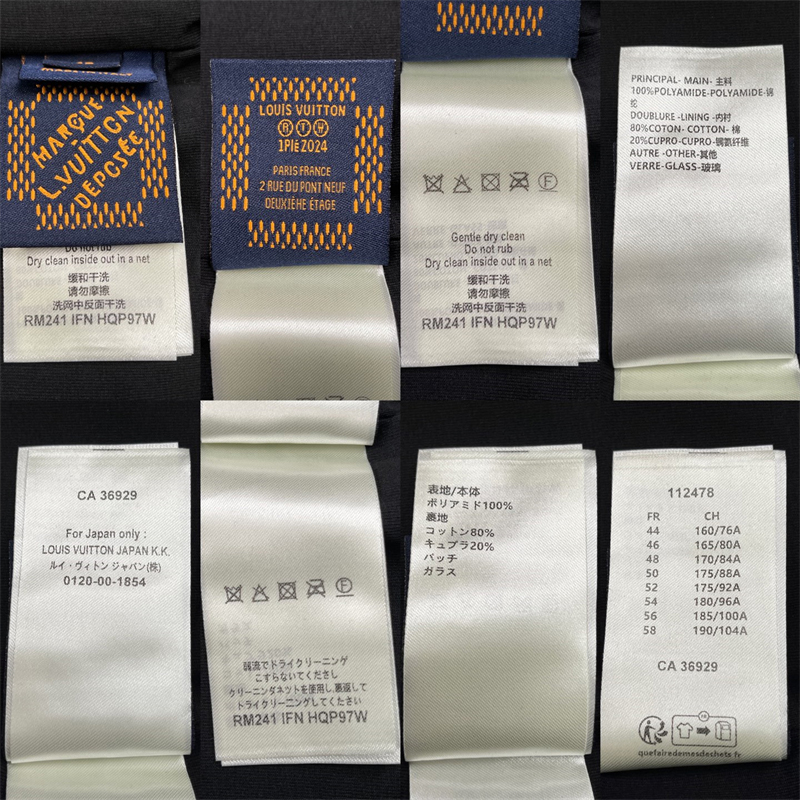 MARQUE
L.VUITTON
DÉPOSÉE
Do not rub
Dry clean inside out in a net
缓和干洗
请勿摩擦
洗网中反面干洗
RM241 IFN HQP97W
LOUIS VUITTON
R T W
1PIéZ024
PARIS FRANCE
2 RUE DU PONT NEUF
DEUXIÈME ÉTAGE
F
Gentle dry clean
Do not rub
Dry clean inside out in a net
缓和干洗
请勿摩擦
洗网中反面干洗
RM241 IFN HQP97W
PRINCIPAL- MAIN- 主料
100%POLYAMIDE-POLYAMIDE-锦
纶
DOUBLURE -LINING -内衬
80%COTON- COTTON- 棉
20%CUPRO-CUPRO-铜氨纤维
AUTRE -OTHER-其他
VERRE-GLASS-玻璃
CA 36929
For Japan only :
LOUIS VUITTON JAPAN K.K.
ルイ・ヴィトン ジャパン(株)
0120-00-1854
F
弱流でドライクリーニング
こすらないでください
クリーニングネットを使用し、裏返して
ドライクリーニングしてください
RM241 IFN HQP97W
表地/本体
ポリアミド100%
裏地
コットン80%
キュプラ20%
パッチ
ガラス
112478
FR CH
44 160/76A
46 165/80A
48 170/84A
50 175/88A
52 175/92A
54 180/96A
56 185/100A
58 190/104A
CA 36929
FR
quefairedemesdechets.fr